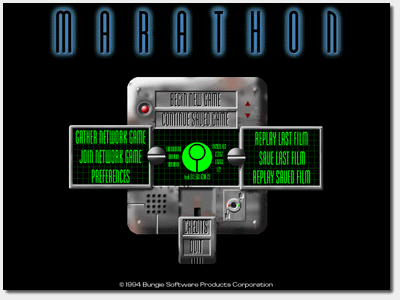 MARATHON
BEGIN NEW GAME
CONTINUE SAVED GAME
GATHER NETWORK GAME
JOIN NETWORK GAME
PREFERENCES
REPLAY LAST FILM
SAVE LAST FILM
REPLAY SAVED FILM
CREDITS
QUIT
©1994 Bungie Software Products Corporation